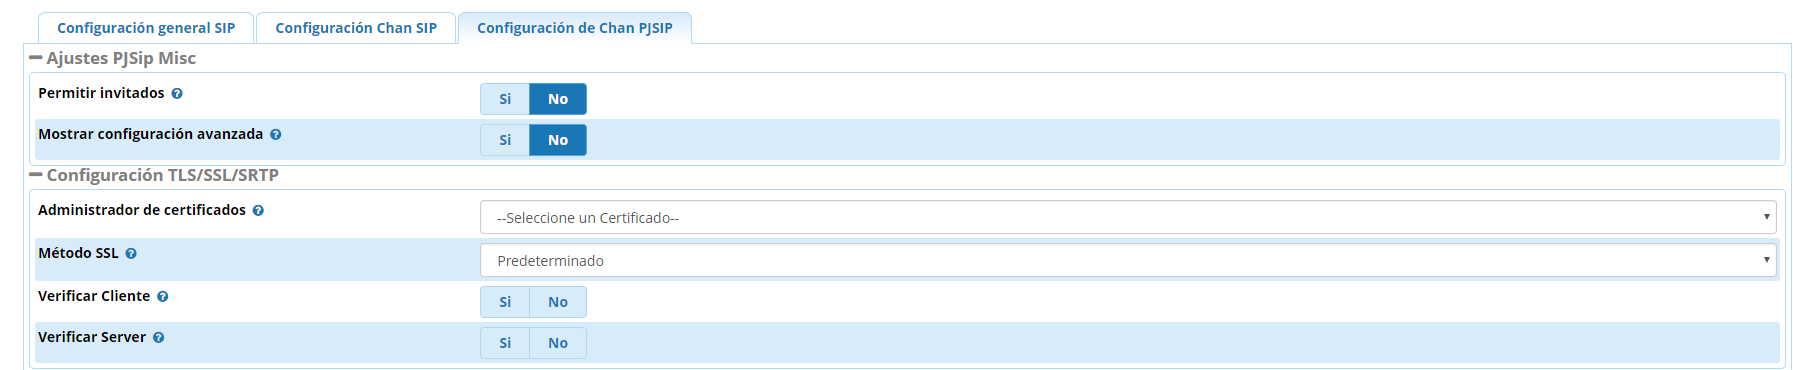 Configuración general SIP Configuración Chan SIP Configuración de Chan PJSIP
Ajustes PJSip Misc
Permitir invitados Si No
Mostrar configuración avanzada Si No
Configuración TLS/SSL/SRTP
Administrador de certificados --Seleccione un Certificado--
Método SSL Predeterminado
Verificar Cliente Si No
Verificar Server Si No